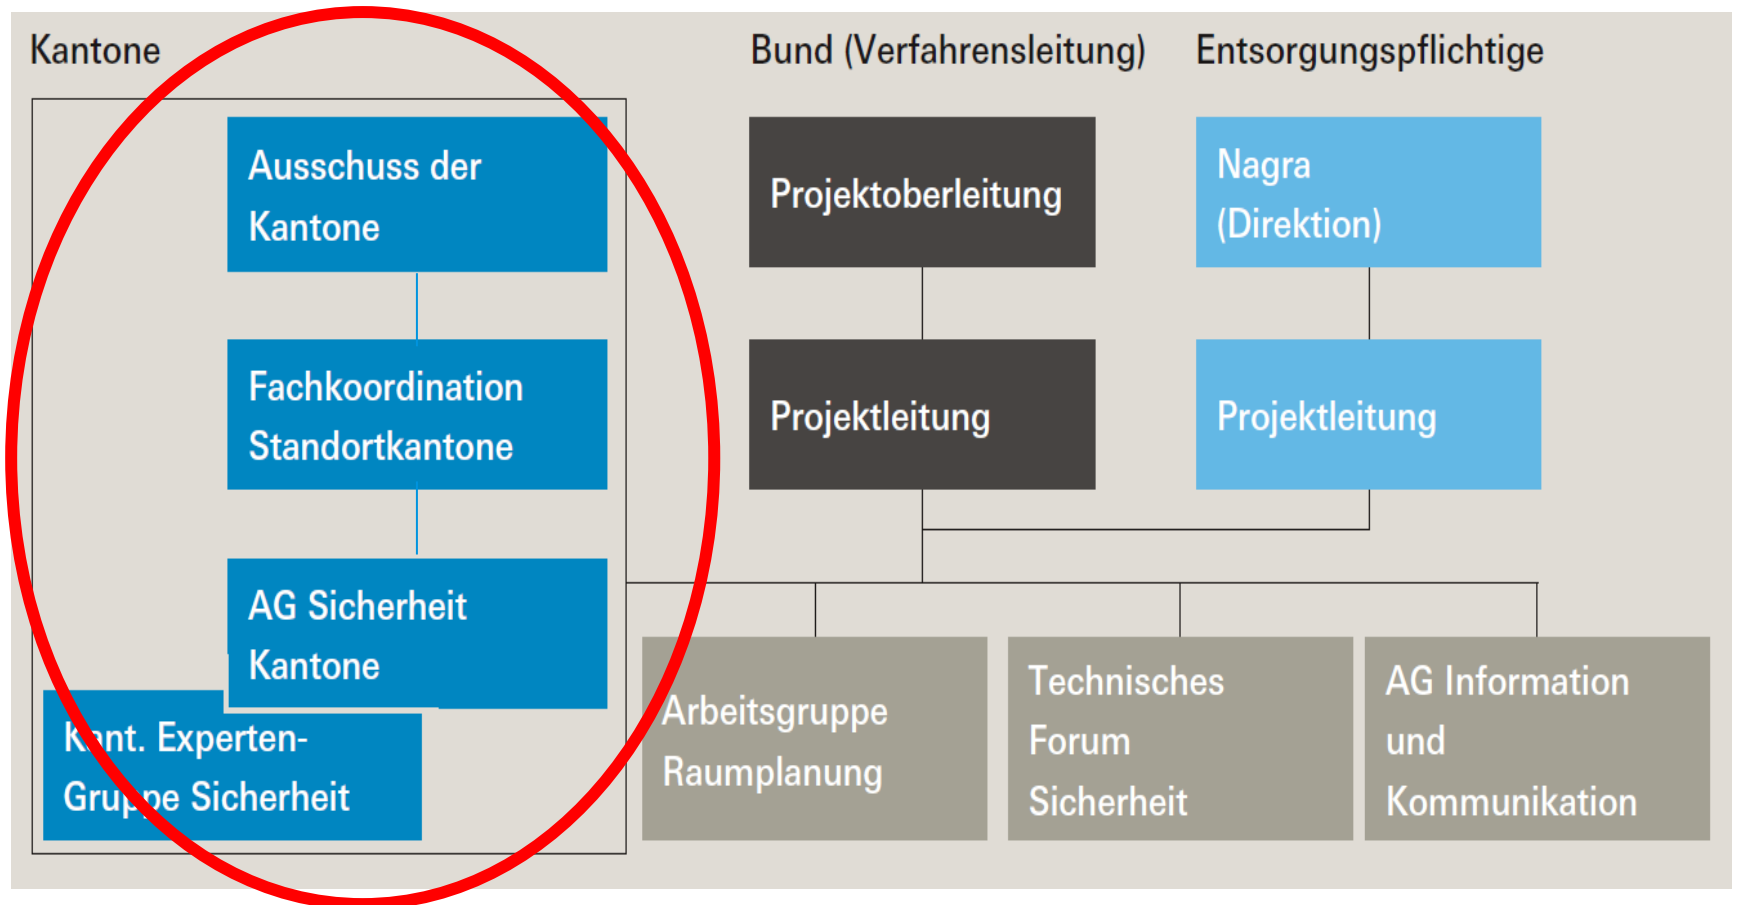 Kantone
Bund (Verfahrensleitung)
Entsorgungspflichtige
Ausschuss der
Kantone
Projektoberleitung
Nagra
(Direktion)
Fachkoordination
Standortkantone
Projektleitung
Projektleitung
AG Sicherheit
Kantone
Kant. Experten-
Gruppe Sicherheit
Arbeitsgruppe
Raumplanung
Technisches
Forum
Sicherheit
AG Information
und
Kommunikation